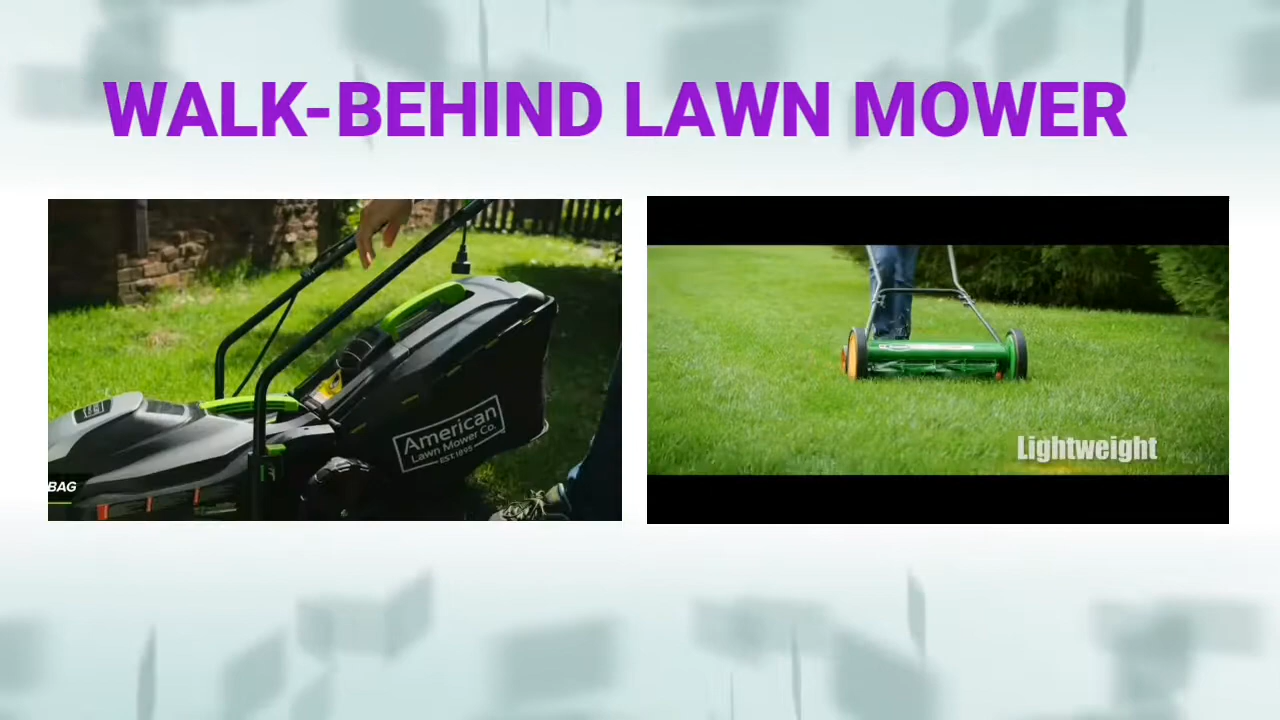 WALK-BEHIND LAWN MOWER
American
Lawn Mower Co.
EST. 1895
BAG
Lightweight